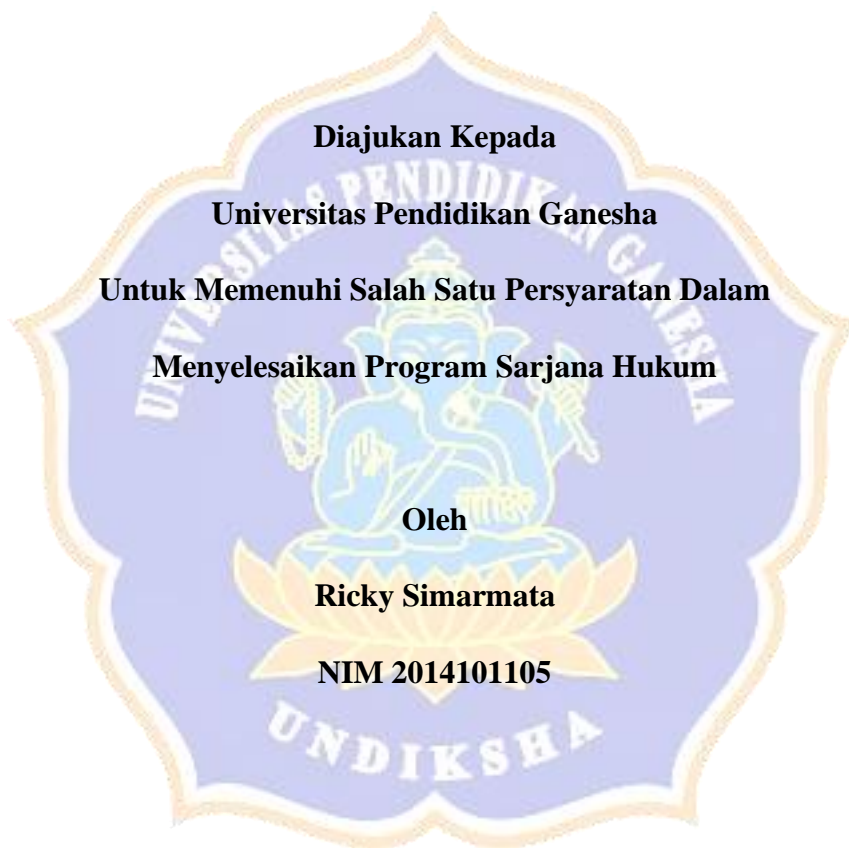 Diajukan Kepada
Universitas Pendidikan Ganesha
Untuk Memenuhi Salah Satu Persyaratan Dalam
Menyelesaikan Program Sarjana Hukum
Oleh
Ricky Simarmata
NIM 2014101105
UNIVERSITAS PENDIDIKAN GANESHA
UNDIKSHA